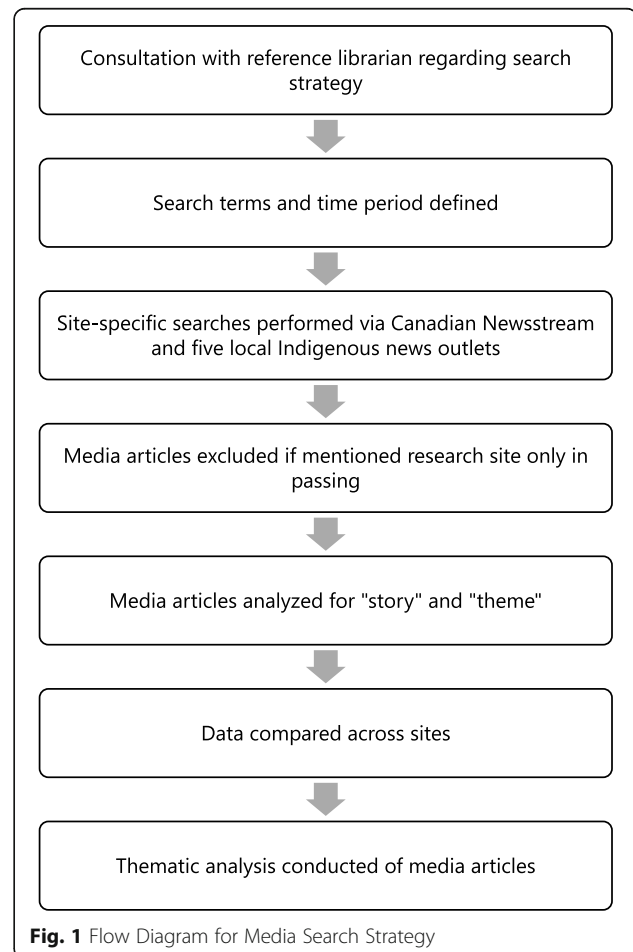 Consultation with reference librarian regarding search
strategy
Search terms and time period defined
Site-specific searches performed via Canadian Newsstream
and five local Indigenous news outlets
Media articles excluded if mentioned research site only in
passing
Media articles analyzed for "story" and "theme"
Data compared across sites
Thematic analysis conducted of media articles
Fig. 1 Flow Diagram for Media Search Strategy